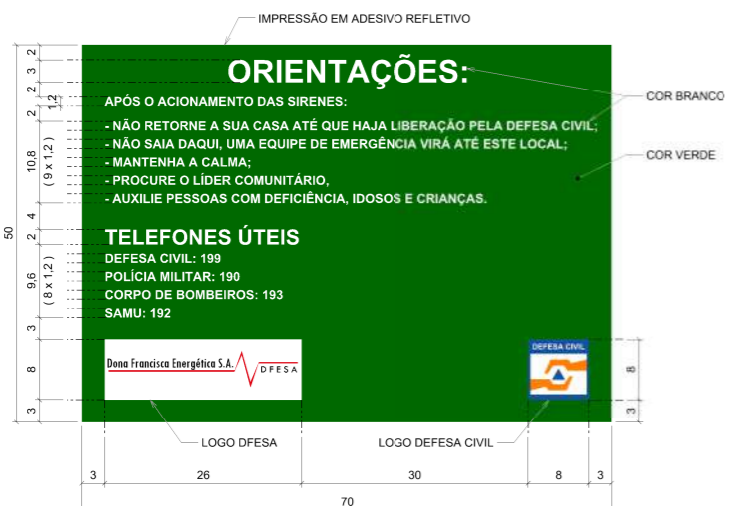 IMPRESSÃO EM ADESIVO REFLETIVO
ORIENTAÇÕES:
COR BRANCO
APÓS O ACIONAMENTO DAS SIRENES:
- NÃO RETORNE A SUA CASA ATÉ QUE HAJA LIBERAÇÃO PELA DEFESA CIVIL;
- NÃO SAIA DAQUI, UMA EQUIPE DE EMERGÊNCIA VIRÁ ATÉ ESTE LOCAL;
COR VERDE
- MANTENHA A CALMA;
- PROCURE O LÍDER COMUNITÁRIO,
- AUXILIE PESSOAS COM DEFICIÊNCIA, IDOSOS E CRIANÇAS.
TELEFONES ÚTEIS
DEFESA CIVIL: 199
POLÍCIA MILITAR: 190
CORPO DE BOMBEIROS: 193
SAMU: 192
Dona Francisca Energética S.A.
DFESA
DEFESA CIVIL
LOGO DFESA
LOGO DEFESA CIVIL
2
3
2
1,2
2
10,8
( 9 x 1,2 )
4
2
9,6
( 8 x 1,2 )
3
8
3
50
8
3
3
26
30
8
3
70